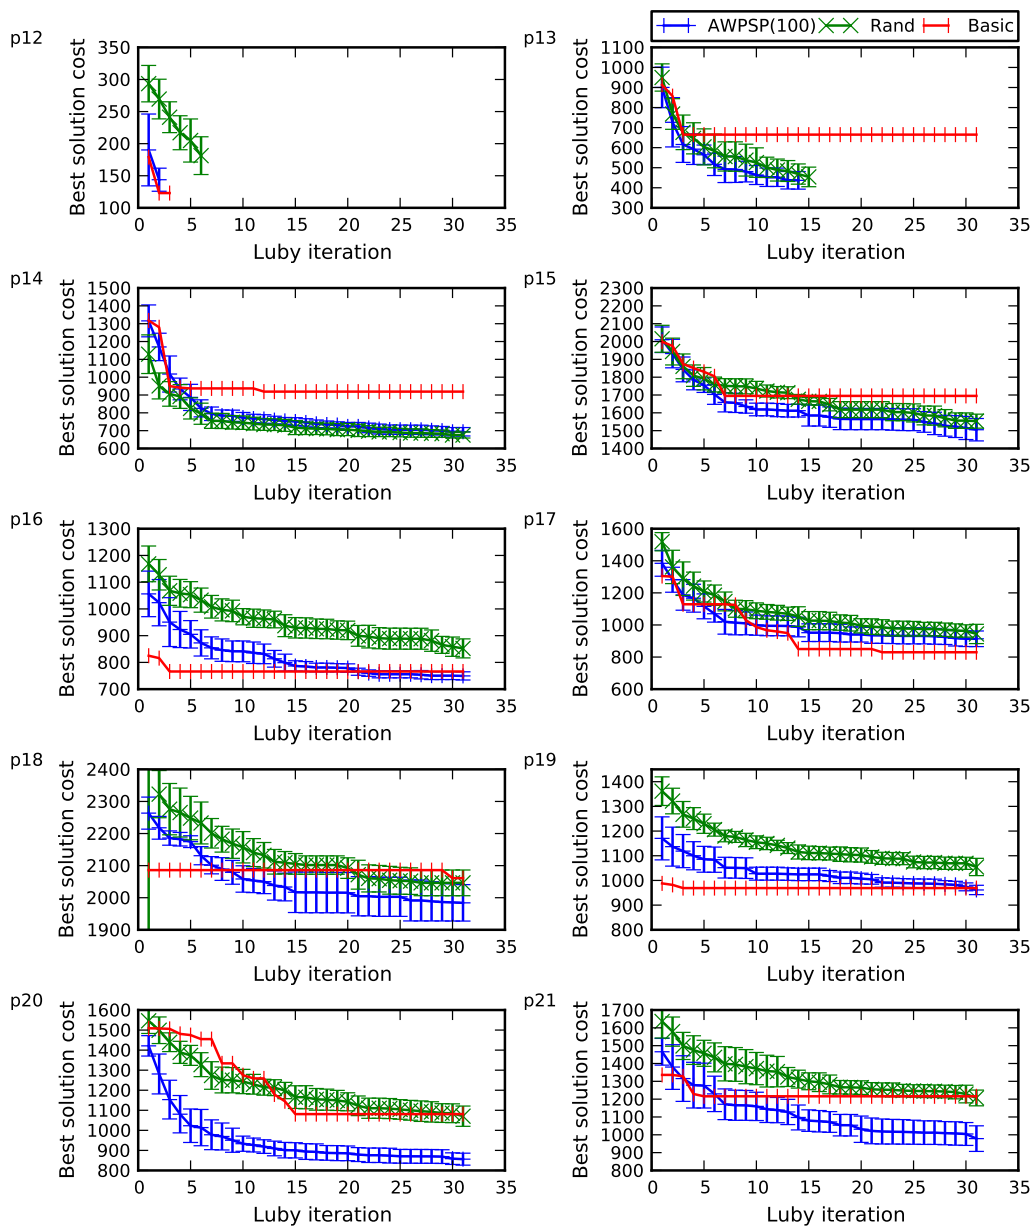 AWPSP(100) Rand Basic
p12
350
300
250
200
150
100
0 5 10 15 20 25 30 35
Best solution cost
Luby iteration
p13
1100
1000
900
800
700
600
500
400
300
0 5 10 15 20 25 30 35
Best solution cost
Luby iteration
p14
1500
1400
1300
1200
1100
1000
900
800
700
600
0 5 10 15 20 25 30 35
Best solution cost
Luby iteration
p15
2300
2200
2100
2000
1900
1800
1700
1600
1500
1400
0 5 10 15 20 25 30 35
Best solution cost
Luby iteration
p16
1300
1200
1100
1000
900
800
700
0 5 10 15 20 25 30 35
Best solution cost
Luby iteration
p17
1600
1400
1200
1000
800
600
0 5 10 15 20 25 30 35
Best solution cost
Luby iteration
p18
2400
2300
2200
2100
2000
1900
0 5 10 15 20 25 30 35
Best solution cost
Luby iteration
p19
1400
1300
1200
1100
1000
900
800
0 5 10 15 20 25 30 35
Best solution cost
Luby iteration
p20
1600
1500
1400
1300
1200
1100
1000
900
800
0 5 10 15 20 25 30 35
Best solution cost
Luby iteration
p21
1700
1600
1500
1400
1300
1200
1100
1000
900
800
0 5 10 15 20 25 30 35
Best solution cost
Luby iteration